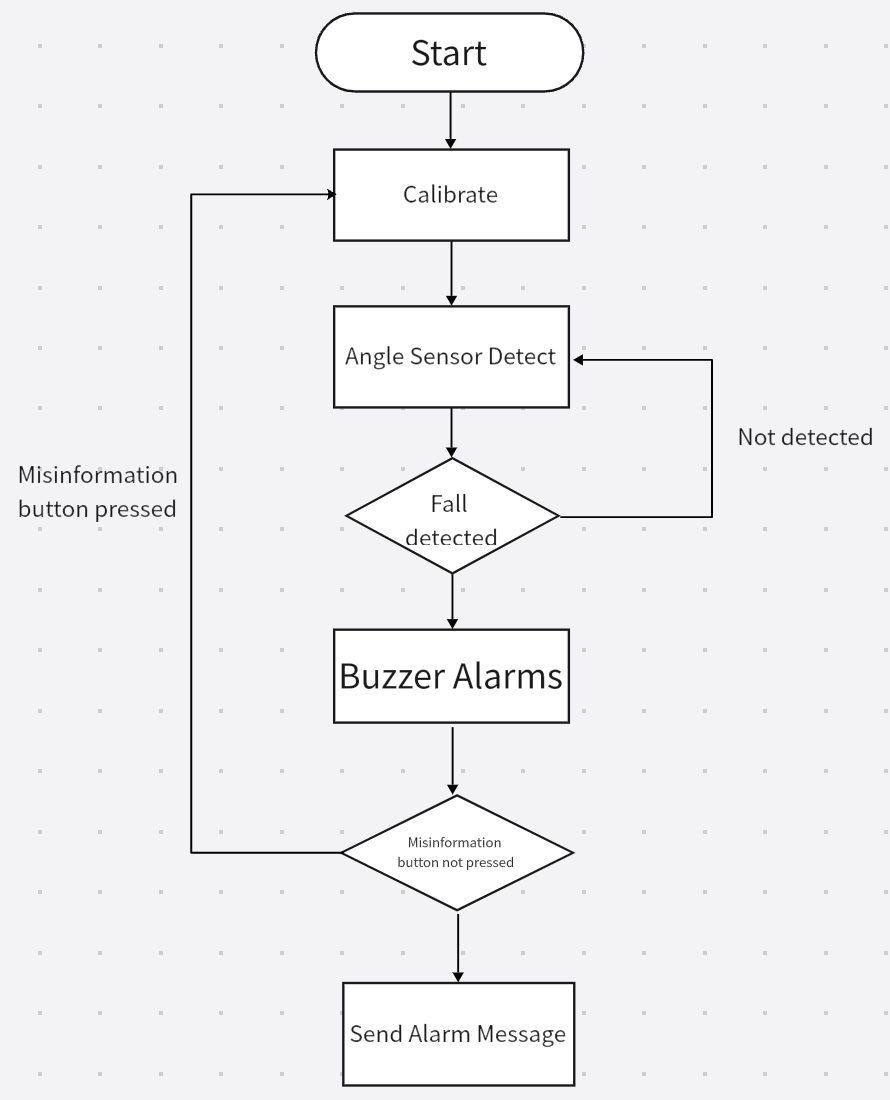 Start
Calibrate
Angle Sensor Detect
Not detected
Misinformation
button pressed
Fall
detected
Buzzer Alarms
Misinformation
button not pressed
Send Alarm Message